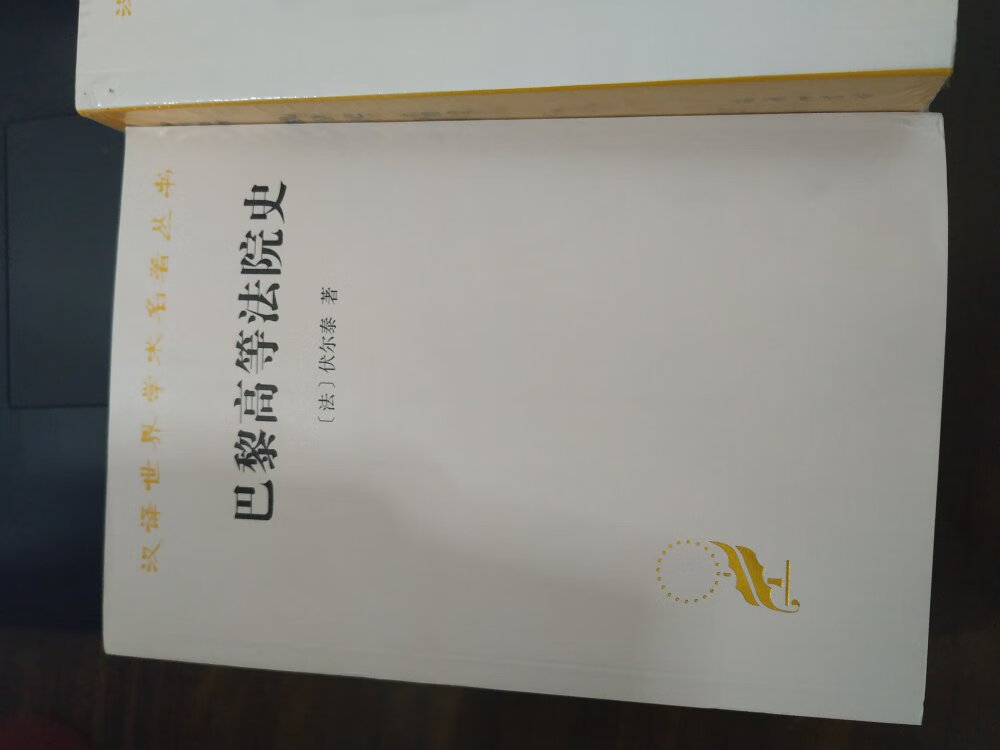 汉译世界学术名著丛书
巴黎高等法院史
〔法〕伏尔泰 著